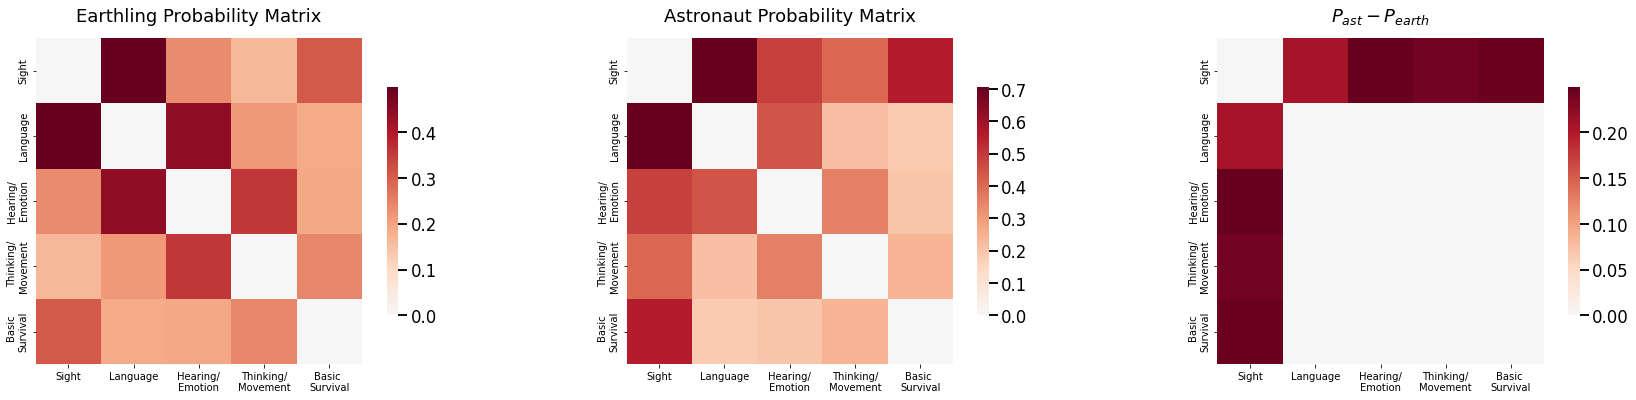 Earthling Probability Matrix
Sight
Language
Hearing/
Emotion
Thinking/
Movement
Basic
Survival
Sight
Language
Hearing/
Emotion
Thinking/
Movement
Basic
Survival
0.4
0.3
0.2
0.1
0.0
Astronaut Probability Matrix
Sight
Language
Hearing/
Emotion
Thinking/
Movement
Basic
Survival
Sight
Language
Hearing/
Emotion
Thinking/
Movement
Basic
Survival
0.7
0.6
0.5
0.4
0.3
0.2
0.1
0.0
P_{ast} − P_{earth}
Sight
Language
Hearing/
Emotion
Thinking/
Movement
Basic
Survival
Sight
Language
Hearing/
Emotion
Thinking/
Movement
Basic
Survival
0.20
0.15
0.10
0.05
0.00